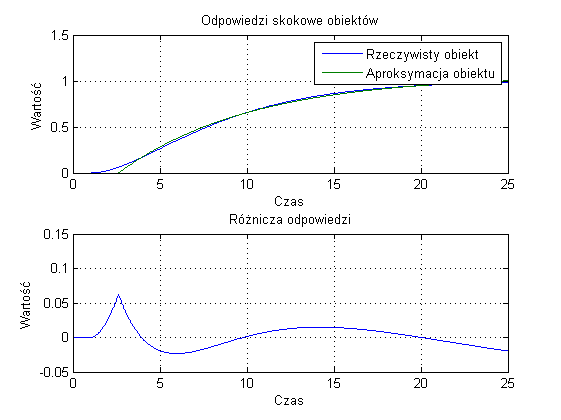 Odpowiedzi skokowe obiektów
1.5
1
0.5
0
Wartość
Rzeczywisty obiekt
Aproksymacja obiektu
0 5 10 15 20 25
Czas
Różnicza odpowiedzi
0.15
0.1
0.05
0
-0.05
Wartość
0 5 10 15 20 25
Czas